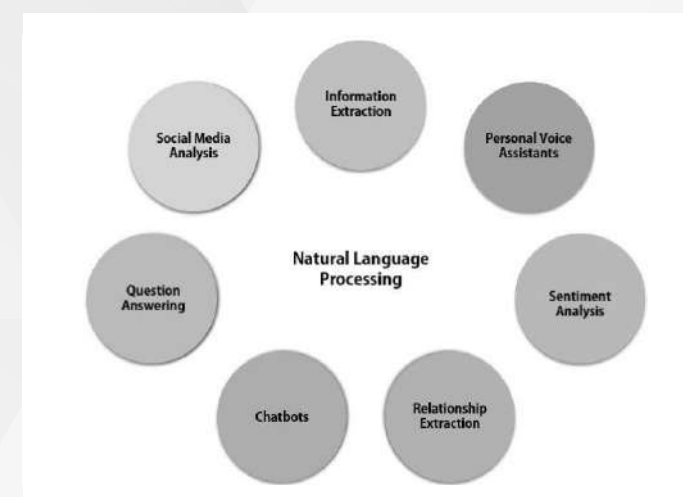 Information
Extraction
Social Media
Analysis
Personal Voice
Assistants
Natural Language
Processing
Question
Answering
Sentiment
Analysis
Chatbots
Relationship
Extraction